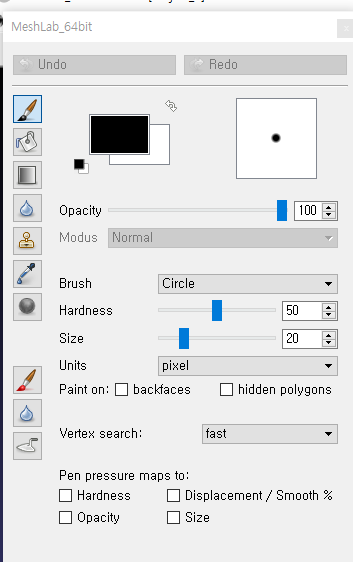 MeshLab_64bit
Undo Redo
Opacity 100
Modus Normal
Brush Circle
Hardness 50
Size 20
Units pixel
Paint on: backfaces hidden polygons
Vertex search: fast
Pen pressure maps to:
Hardness Displacement / Smooth %
Opacity Size